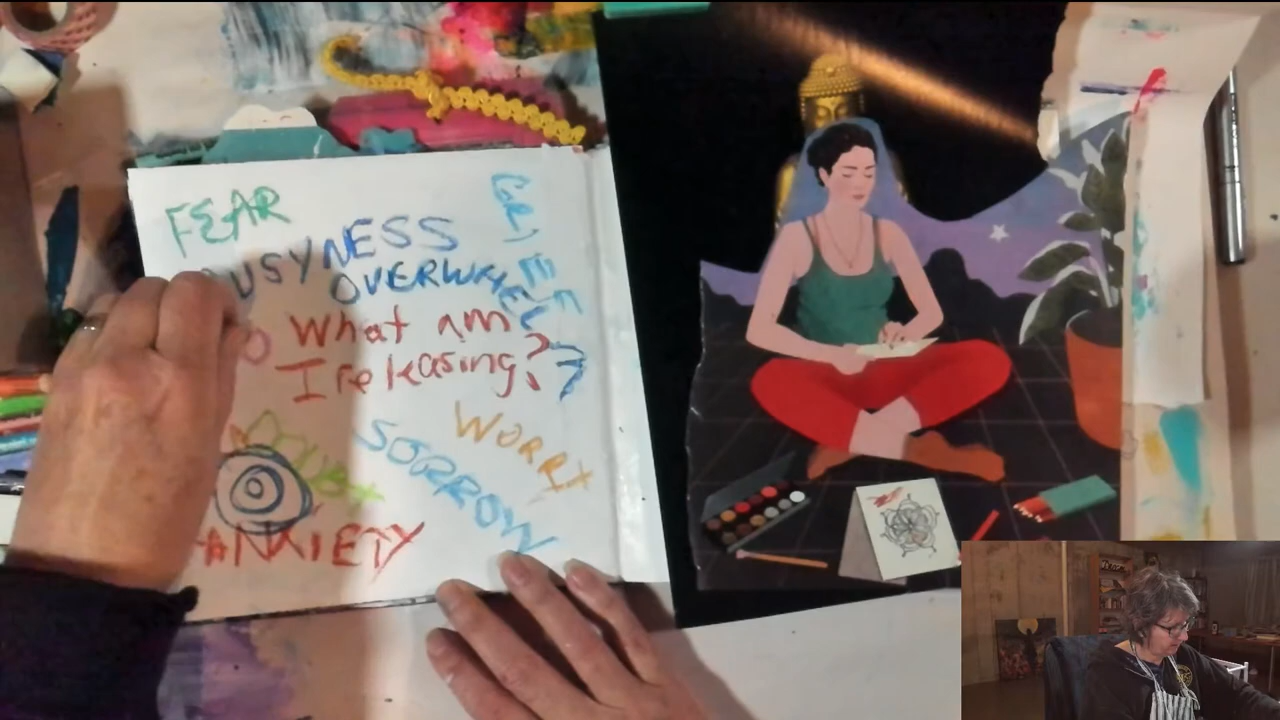 FEAR
GRIEF
BUSYNESS
OVERWHELM
What am
I releasing?
WORRY
SORROW
ANXIETY